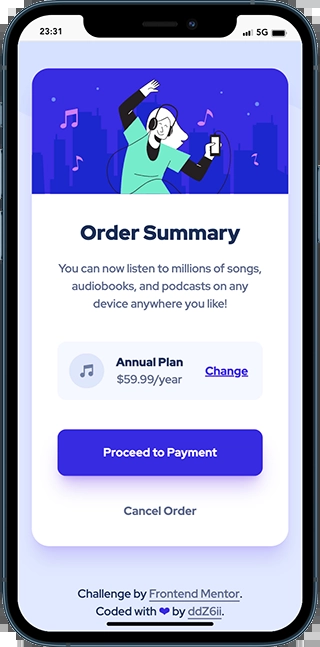 23:31
5G
Order Summary
You can now listen to millions of songs,
audiobooks, and podcasts on any
device anywhere you like!
Annual Plan
$59.99/year
Change
Proceed to Payment
Cancel Order
Challenge by Frontend Mentor.
Coded with ❤ by ddZ6ii.